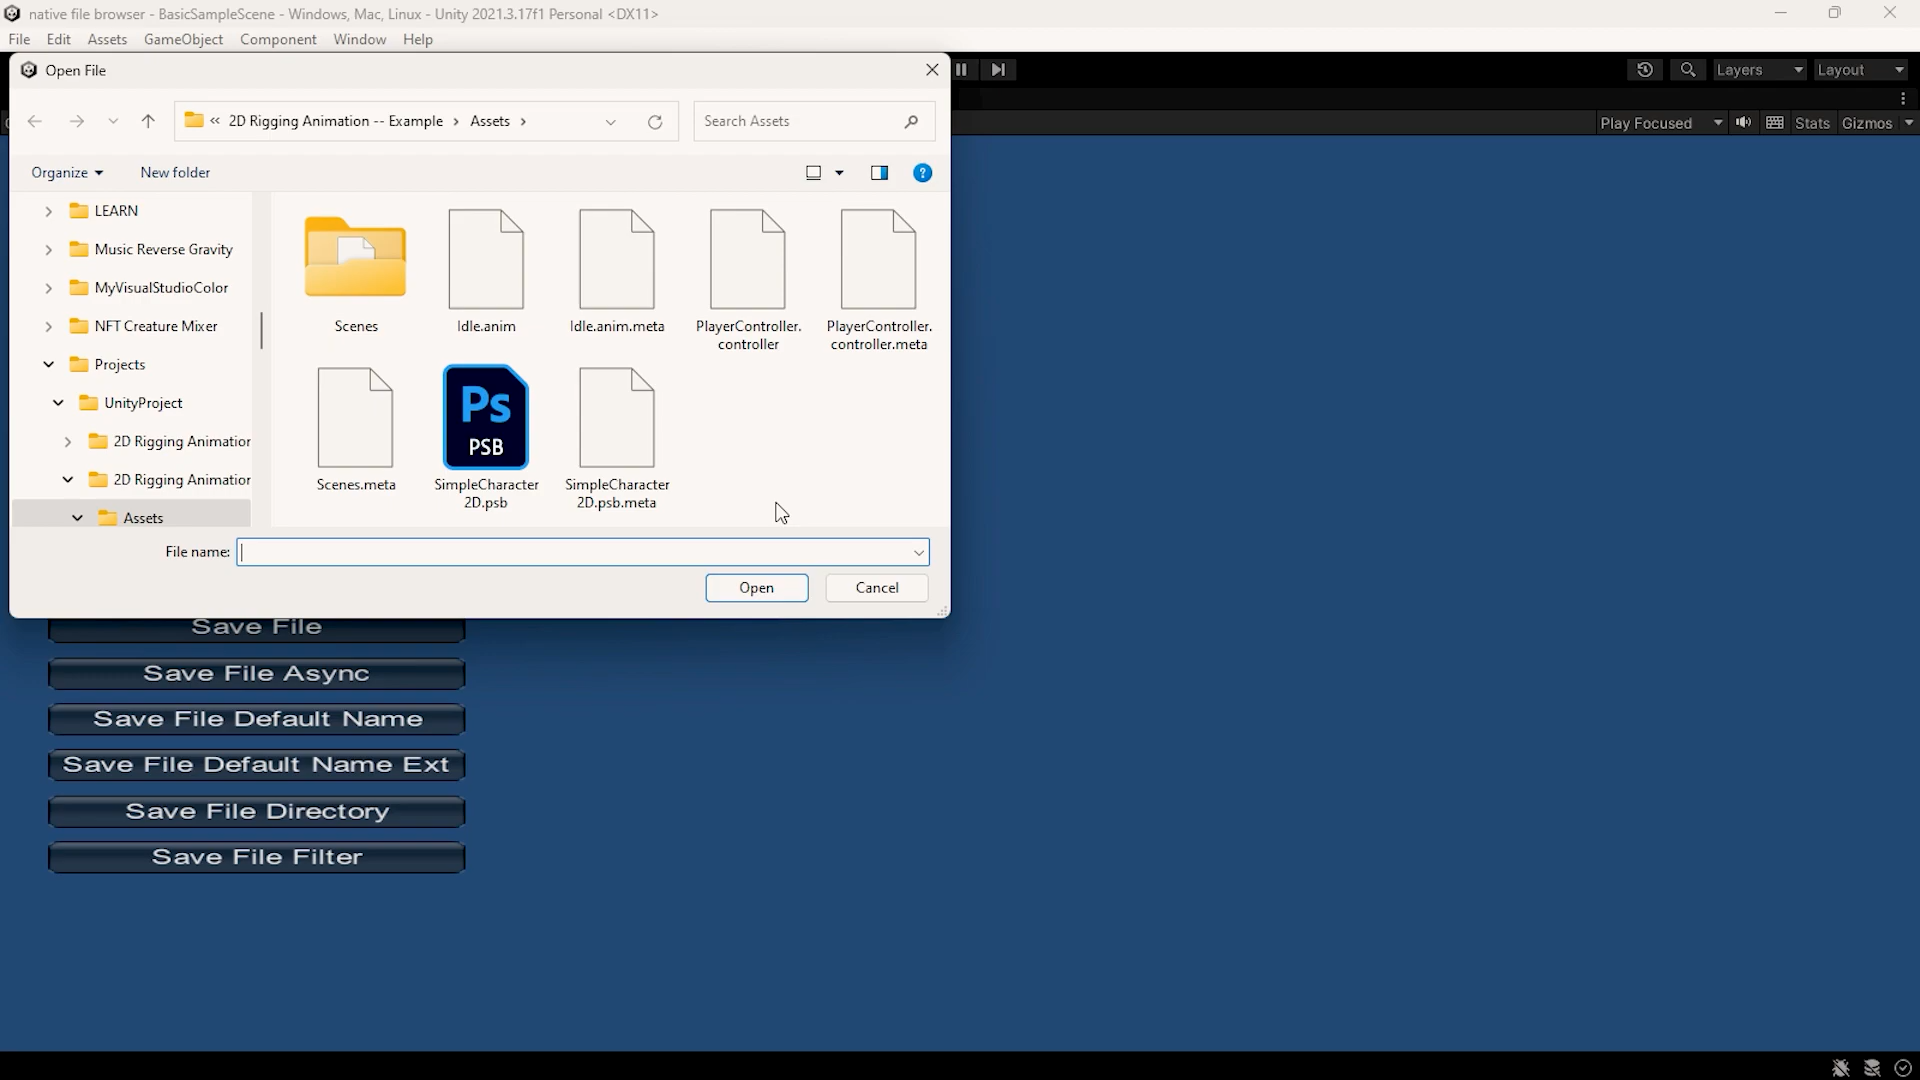 native file browser - BasicSampleScene - Windows, Mac, Linux - Unity 2021.3.17f1 Personal <DX11>
File Edit Assets GameObject Component Window Help
Open File
Layers Layout
« 2D Rigging Animation -- Example > Assets >
Search Assets
Play Focused Stats Gizmos
Organize New folder
?
LEARN
Music Reverse Gravity
MyVisualStudioColor
NFT Creature Mixer
Projects
UnityProject
2D Rigging Animation
2D Rigging Animation
Assets
Scenes
Idle.anim
Idle.anim.meta
PlayerController.
controller
PlayerController.
controller.meta
Scenes.meta
Ps
PSB
SimpleCharacter
2D.psb
SimpleCharacter
2D.psb.meta
File name:
Open Cancel
Save File
Save File Async
Save File Default Name
Save File Default Name Ext
Save File Directory
Save File Filter